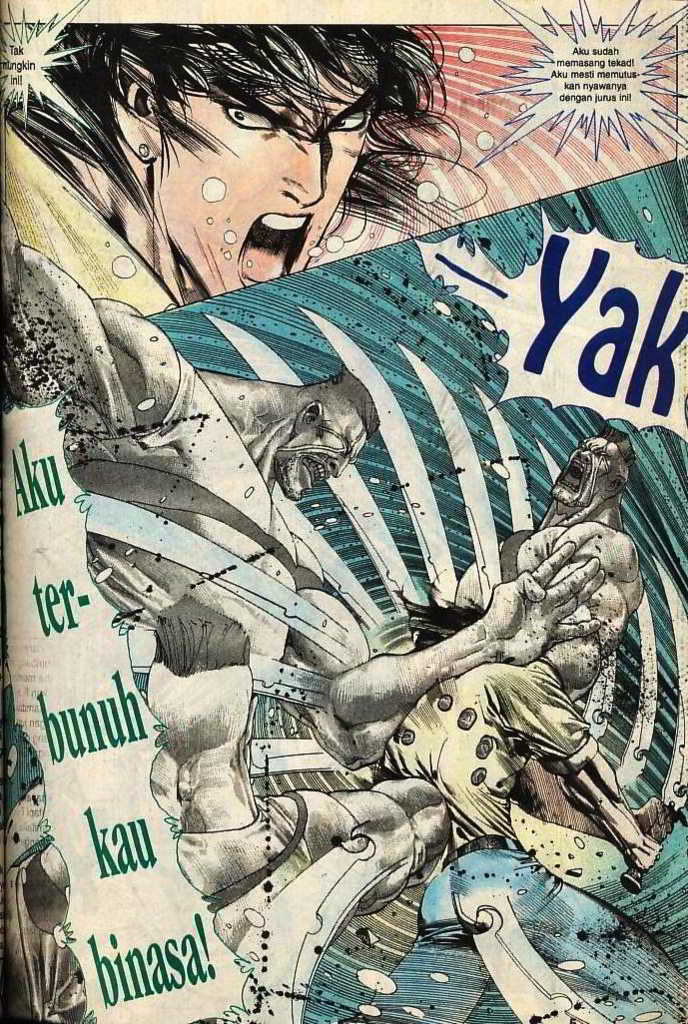 Tak
mungkin
ini!
Aku sudah
memasang tekad!
Aku mesti memutus-
kan nyawanya
dengan jurus ini!
Yak
Aku
ter-
bunuh
kau
binasa!